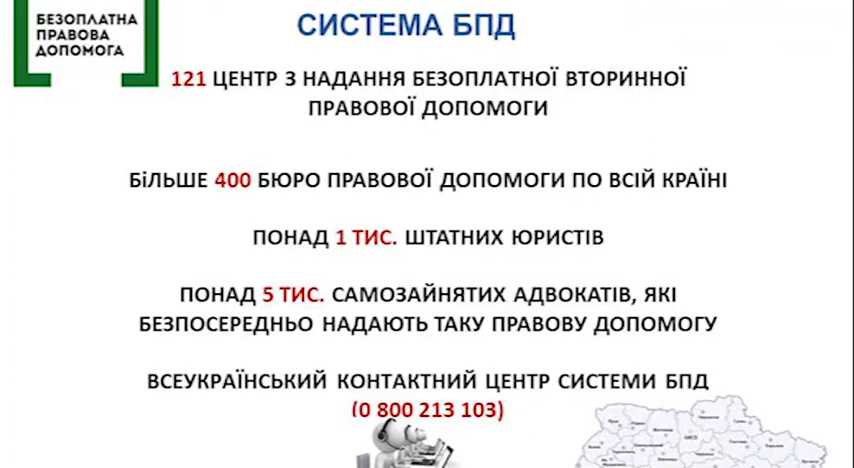 БЕЗОПЛАТНА
ПРАВОВА
ДОПОМОГА
СИСТЕМА БПД
121 ЦЕНТР З НАДАННЯ БЕЗОПЛАТНОЇ ВТОРИННОЇ
ПРАВОВОЇ ДОПОМОГИ
БіЛЬШЕ 400 БЮРО ПРАВОВОЇ ДОПОМОГИ ПО ВСІЙ КРАЇНІ
ПОНАД 1 ТИС. ШТАТНИХ ЮРИСТІВ
ПОНАД 5 ТИС. САМОЗАЙНЯТИХ АДВОКАТІВ, ЯКІ
БЕЗПОСЕРЕДНЬО НАДАЮТЬ ТАКУ ПРАВОВУ ДОПОМОГУ
ВСЕУКРАЇНСЬКИЙ КОНТАКТНИЙ ЦЕНТР СИСТЕМИ БПД
(0 800 213 103)